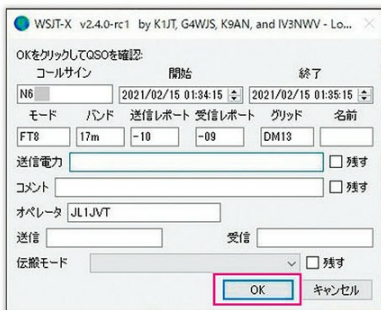 WSJT-X v2.4.0-rc1 by K1JT, G4WJS, K9AN, and IV3NWV - Lo...
OKをクリックしてQSOを確認:
コールサイン 開始 終了
N6 2021/02/15 01:34:15 2021/02/15 01:35:15
モード バンド 送信レポート 受信レポート グリッド 名前
FT8 17m -10 -09 DM13
送信電力 残す
コメント 残す
オペレータ JL1JVT
送信 受信
伝搬モード 残す
OK キャンセル